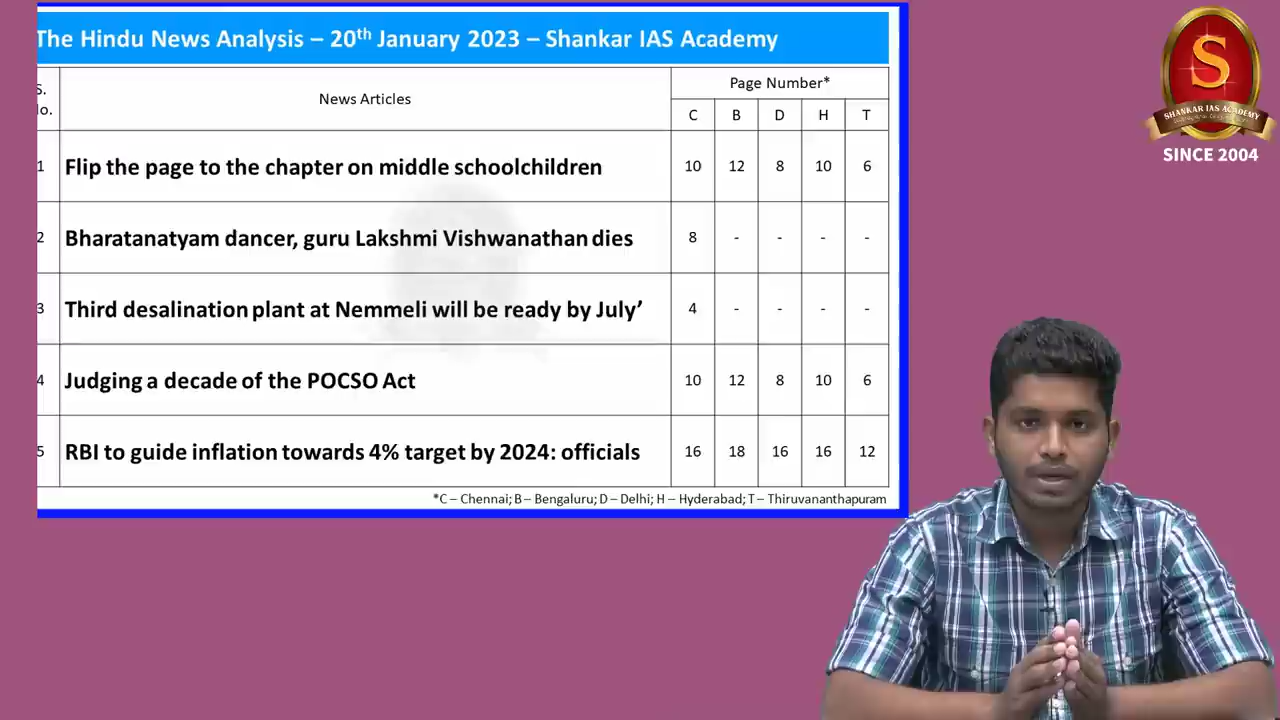 The Hindu News Analysis – 20th January 2023 – Shankar IAS Academy
S.
No.
News Articles
Page Number*
C B D H T
1 Flip the page to the chapter on middle schoolchildren 10 12 8 10 6
2 Bharatanatyam dancer, guru Lakshmi Vishwanathan dies 8 - - - -
3 Third desalination plant at Nemmeli will be ready by July’ 4 - - - -
4 Judging a decade of the POCSO Act 10 12 8 10 6
5 RBI to guide inflation towards 4% target by 2024: officials 16 18 16 16 12
*C – Chennai; B – Bengaluru; D – Delhi; H – Hyderabad; T – Thiruvananthapuram
S
SHANKAR IAS ACADEMY
SINCE 2004